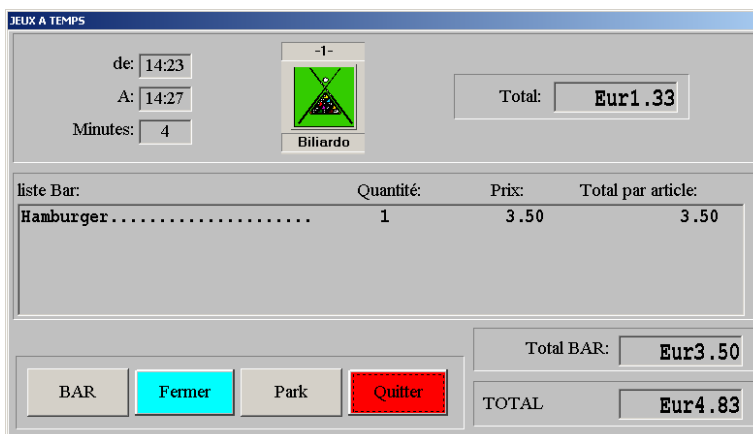 JEUX A TEMPS
de: 14:23
A: 14:27
Minutes: 4
-1-
Biliardo
Total: Eur1.33
liste Bar: Quantité: Prix: Total par article:
Hamburger..................... 1 3.50 3.50
Total BAR: Eur3.50
BAR Fermer Park Quitter
TOTAL Eur4.83